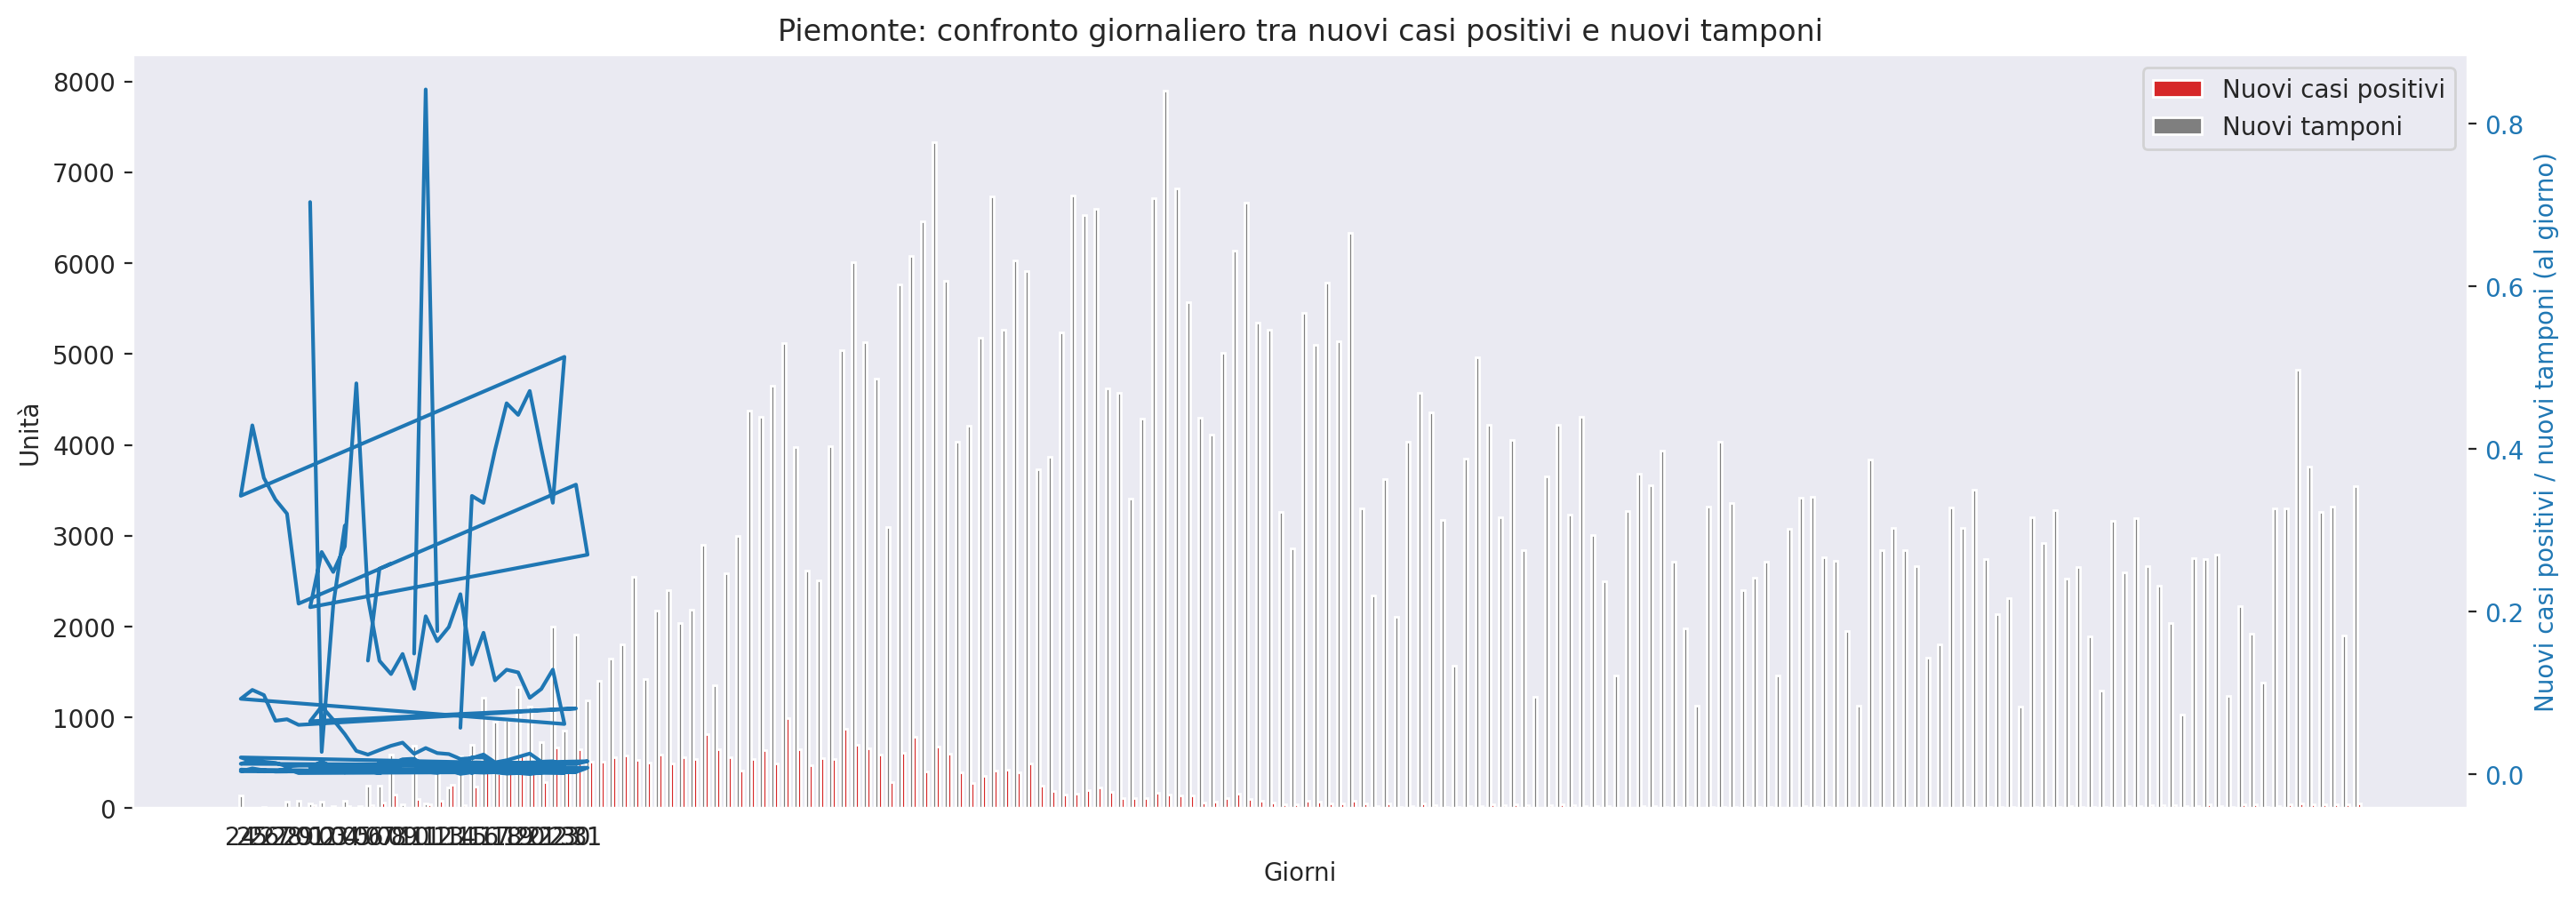 Piemonte: confronto giornaliero tra nuovi casi positivi e nuovi tamponi
Nuovi casi positivi
Nuovi tamponi
8000
7000
6000
5000
4000
3000
2000
1000
0
Unità
0.8
0.6
0.4
0.2
0.0
Nuovi casi positivi / nuovi tamponi (al giorno)
Giorni